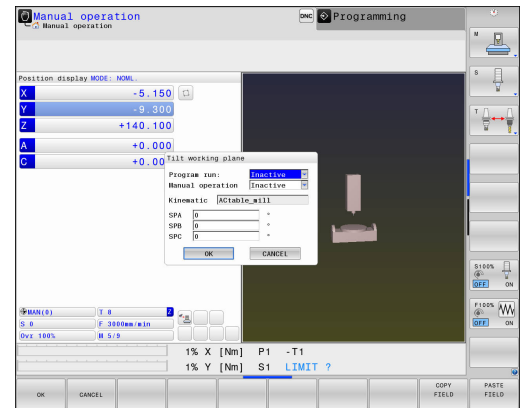 Manual operation
Manual operation
DNC
Programming
Position display MODE: NOML.
X -5.150
Y -9.300
Z +140.100
A +0.000
C +0.00
Tilt working plane
Program run: Inactive
Manual operation Inactive
Kinematic ACtable_mill
SPA 0 °
SPB 0 °
SPC 0 °
OK CANCEL
MAN(0) T 8 Z
S 0 F 3000mm/min
Ovr 100% M 5/9
1% X [Nm] P1 -T1
1% Y [Nm] S1 LIMIT ?
M
S
T
S100%
OFF ON
F100%
OFF ON
OK
CANCEL
COPY
FIELD
PASTE
FIELD